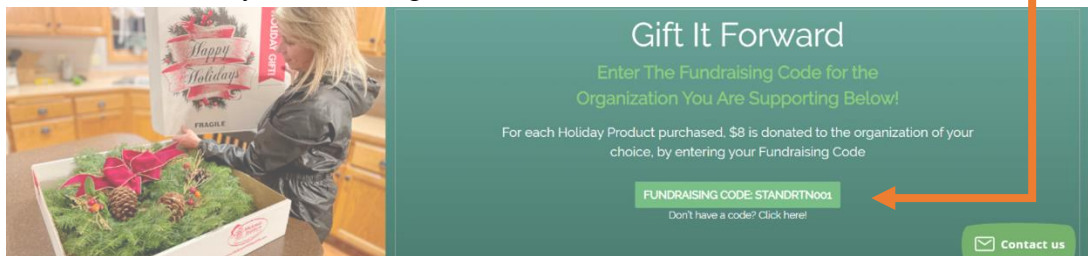 Gift It Forward
Enter The Fundraising Code for the
Organization You Are Supporting Below!
For each Holiday Product purchased, $8 is donated to the organization of your
choice, by entering your Fundraising Code
FUNDRAISING CODE: STANDRTN001
Don't have a code? Click here!
Contact us
Happy
Holidays
FRAGILE
HOLIDAY GIFT!